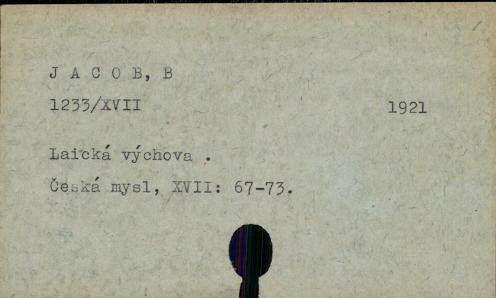 J A C O B, B
1233/XVII 1921
Laická výchova .
Česká mysl, XVII: 67-73.